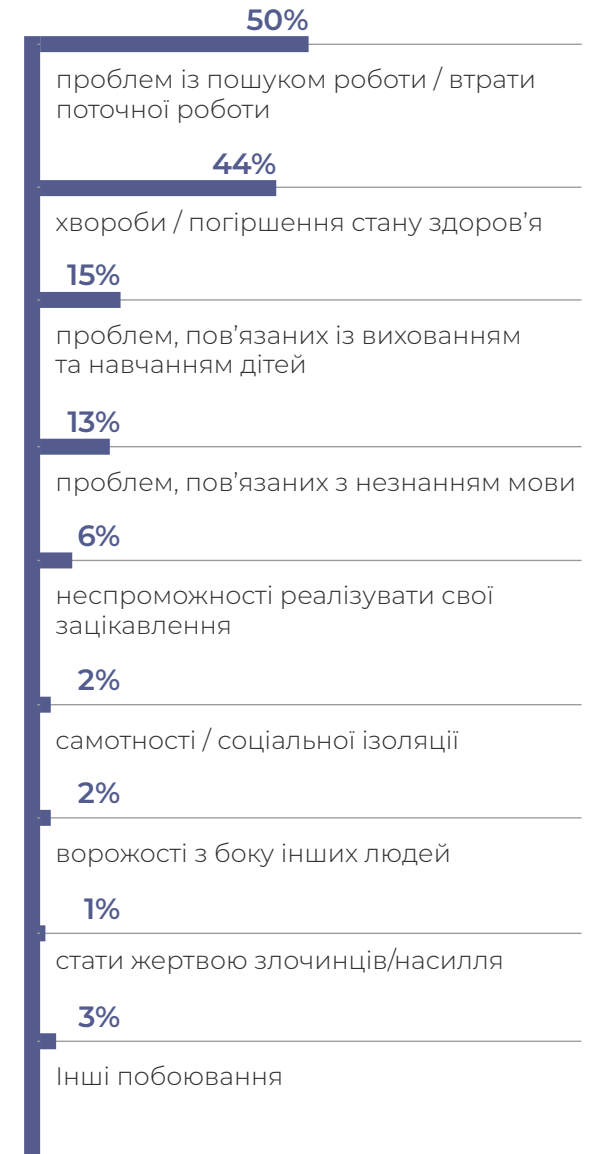 50%
проблем із пошуком роботи / втрати
поточної роботи
44%
хвороби / погіршення стану здоров’я
15%
проблем, пов’язаних із вихованням
та навчанням дітей
13%
проблем, пов’язаних з незнанням мови
6%
неспроможності реалізувати свої
зацікавлення
2%
самотності / соціальної ізоляції
2%
ворожості з боку інших людей
1%
стати жертвою злочинців/насилля
3%
Інші побоювання